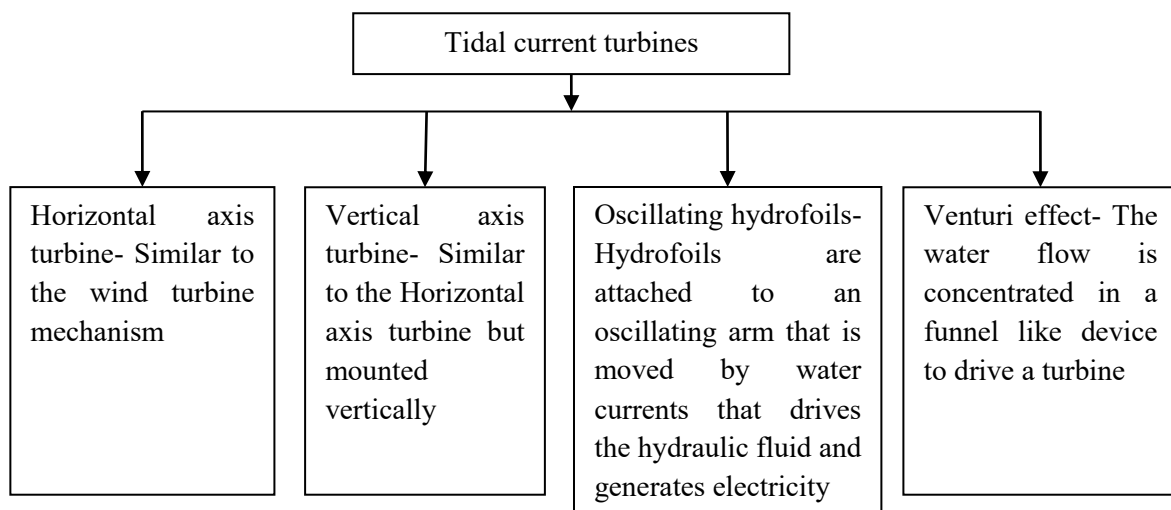 Tidal current turbines
Horizontal axis
turbine- Similar to
the wind turbine
mechanism
Vertical axis
turbine- Similar
to the Horizontal
axis turbine but
mounted
vertically
Oscillating hydrofoils-
Hydrofoils are
attached to an
oscillating arm that is
moved by water
currents that drives
the hydraulic fluid and
generates electricity
Venturi effect- The
water flow is
concentrated in a
funnel like device
to drive a turbine